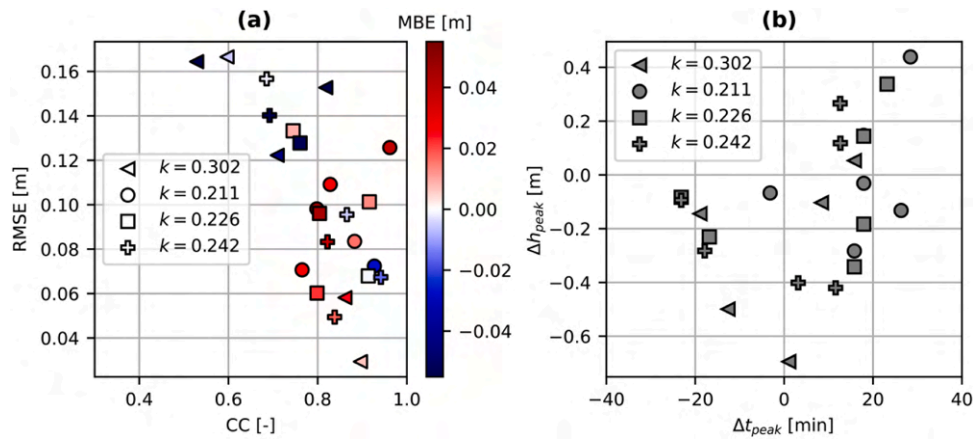 (a)
MBE [m]
(b)
0.16
0.14
0.12
0.10
0.08
0.06
0.04
RMSE [m]
k = 0.302
k = 0.211
k = 0.226
k = 0.242
0.4
0.6
0.8
1.0
CC [-]
0.04
0.02
0.00
−0.02
−0.04
0.4
0.2
0.0
−0.2
−0.4
−0.6
Δh_peak [m]
k = 0.302
k = 0.211
k = 0.226
k = 0.242
−40
−20
0
20
40
Δt_peak [min]